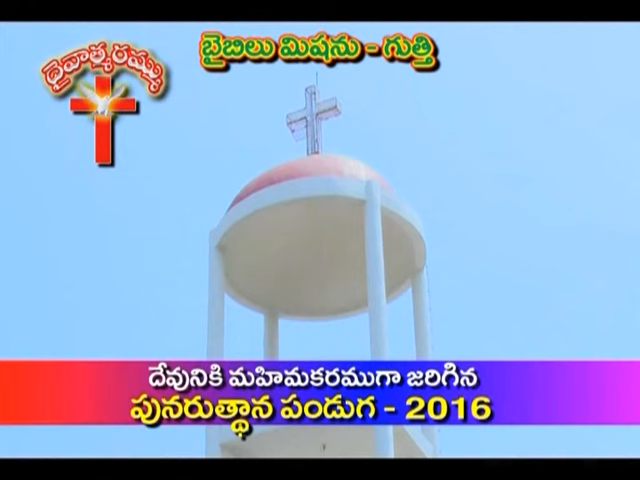 దైవాత్మరమ్ము
బైబిలు మిషను - గుత్తి
దేవునికి మహిమకరముగా జరిగిన
పునరుత్థాన పండుగ - 2016